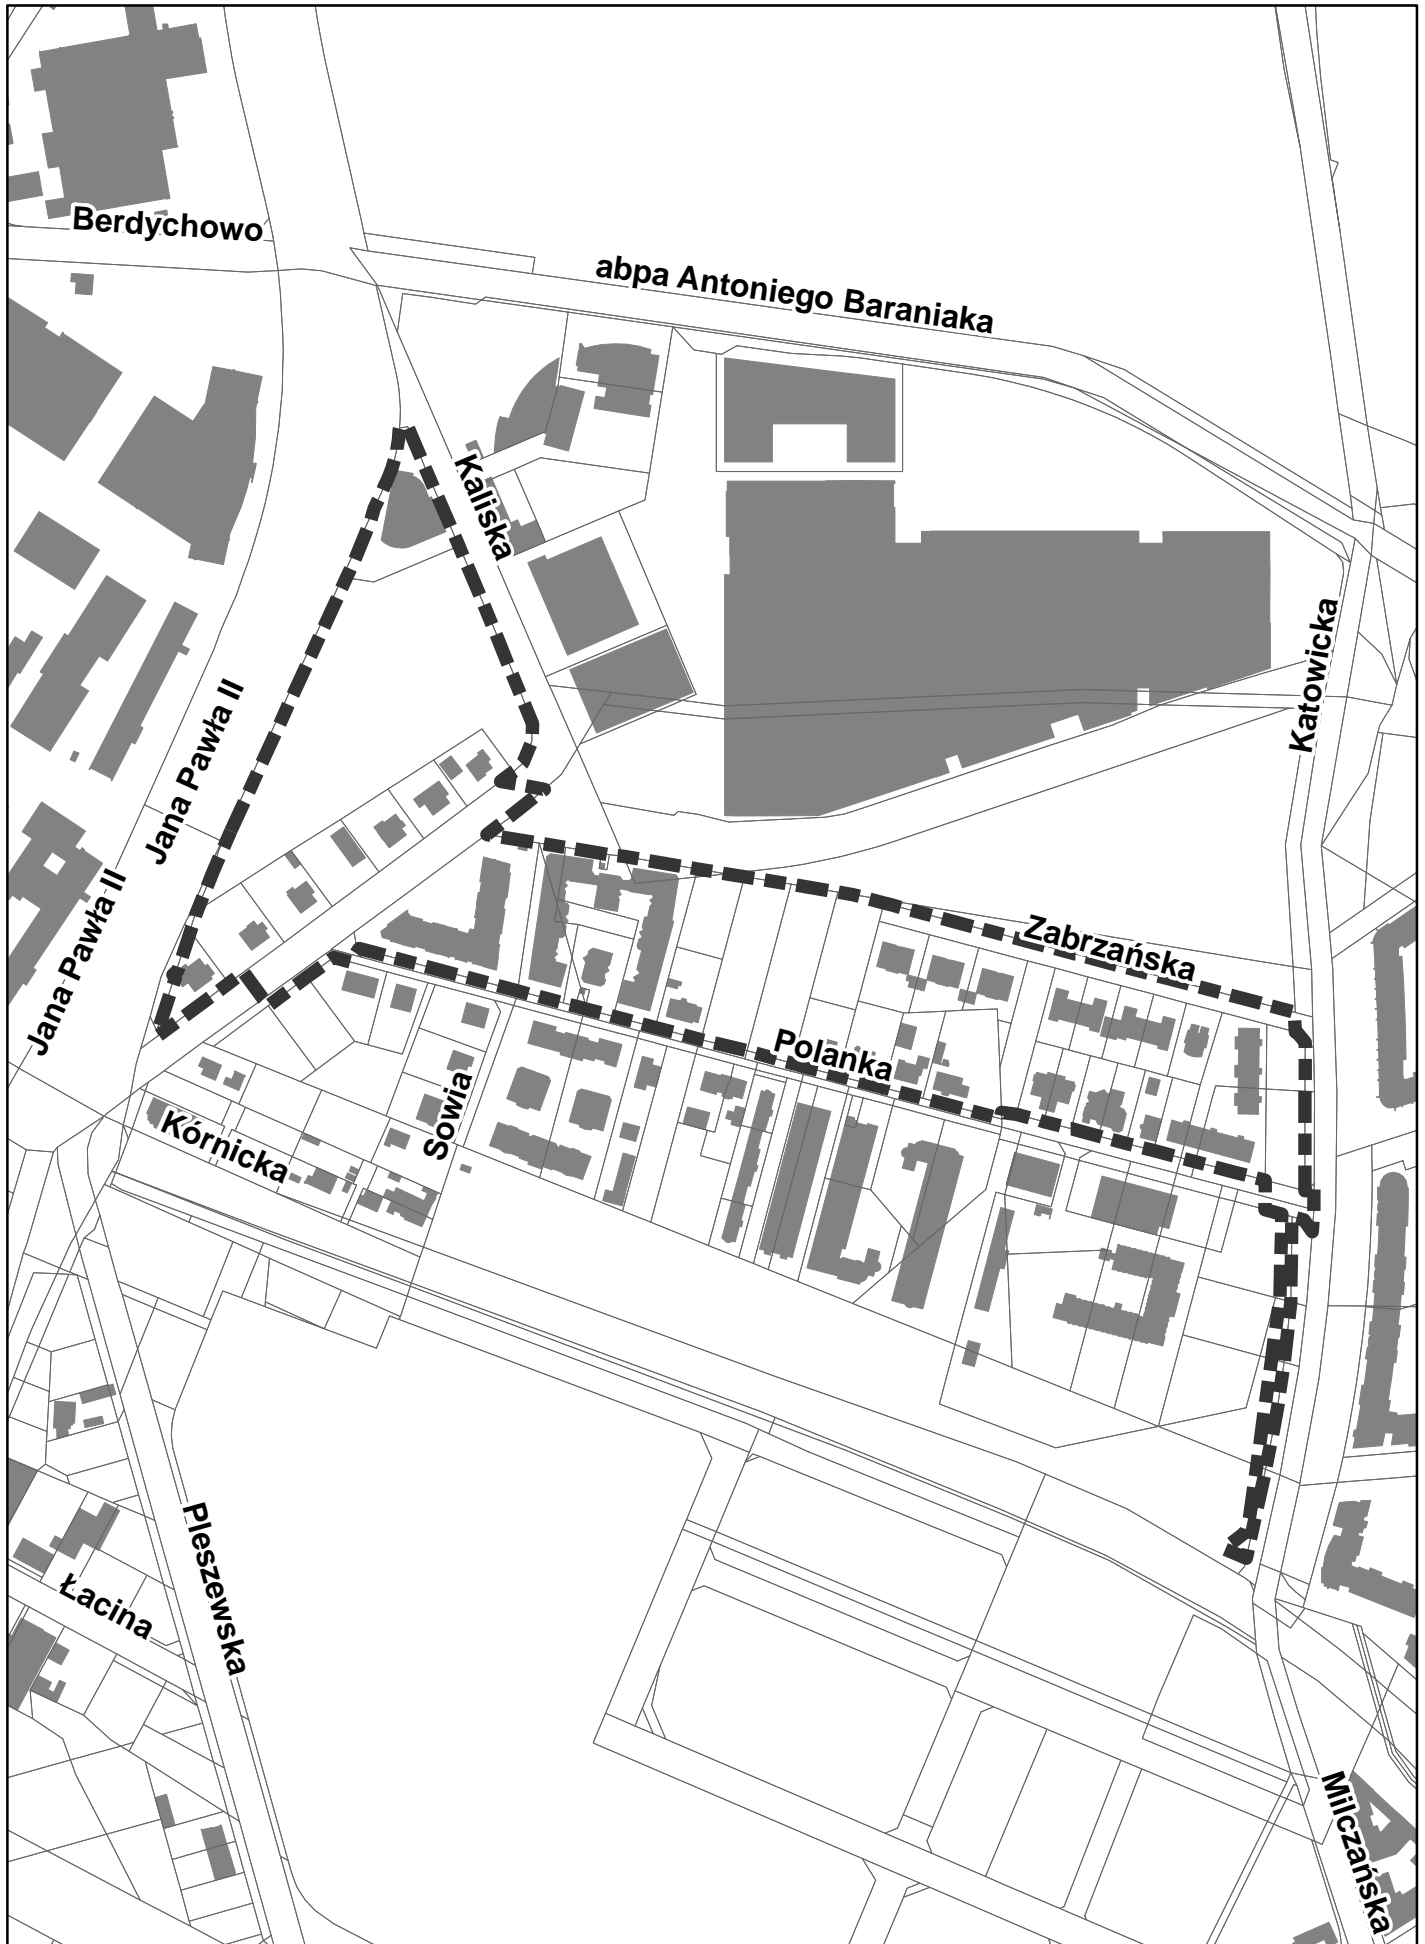 Berdychowo
abpa Antoniego Baraniaka
Kaliska
Katowicka
Jana Pawła II
Jana Pawła II
Zabrzańska
Polanka
Sowia
Kórnicka
Pleszewska
Łacina
Milczańska